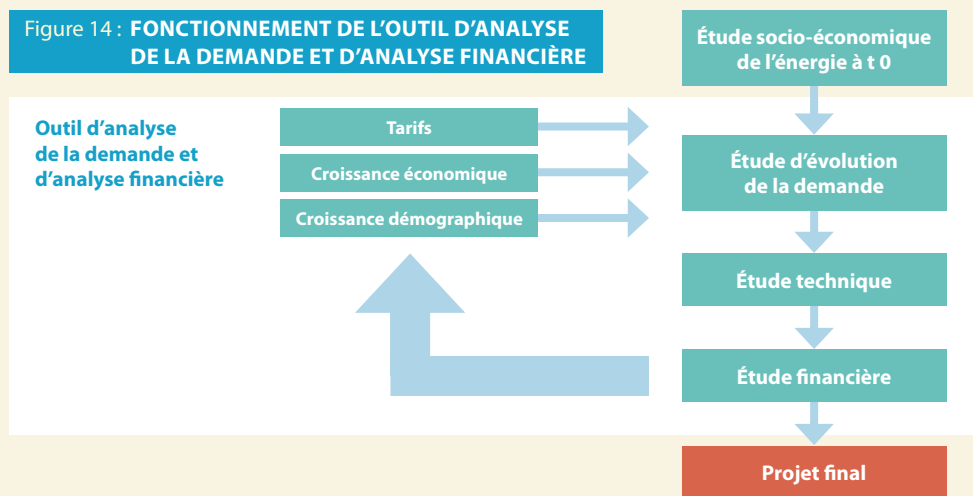 Figure 14 : FONCTIONNEMENT DE L’OUTIL D’ANALYSE
DE LA DEMANDE ET D’ANALYSE FINANCIÈRE
Étude socio-économique
de l’énergie à t 0
Outil d’analyse
de la demande et
d’analyse financière
Tarifs
Croissance économique
Croissance démographique
Étude d’évolution
de la demande
Étude technique
Étude financière
Projet final